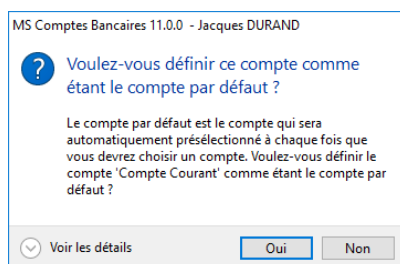 MS Comptes Bancaires 11.0.0 - Jacques DURAND
Voulez-vous définir ce compte comme
étant le compte par défaut ?
Le compte par défaut est le compte qui sera
automatiquement présélectionné à chaque fois que
vous devrez choisir un compte. Voulez-vous définir le
compte 'Compte Courant' comme étant le compte par
défaut ?
Voir les détails
Oui
Non